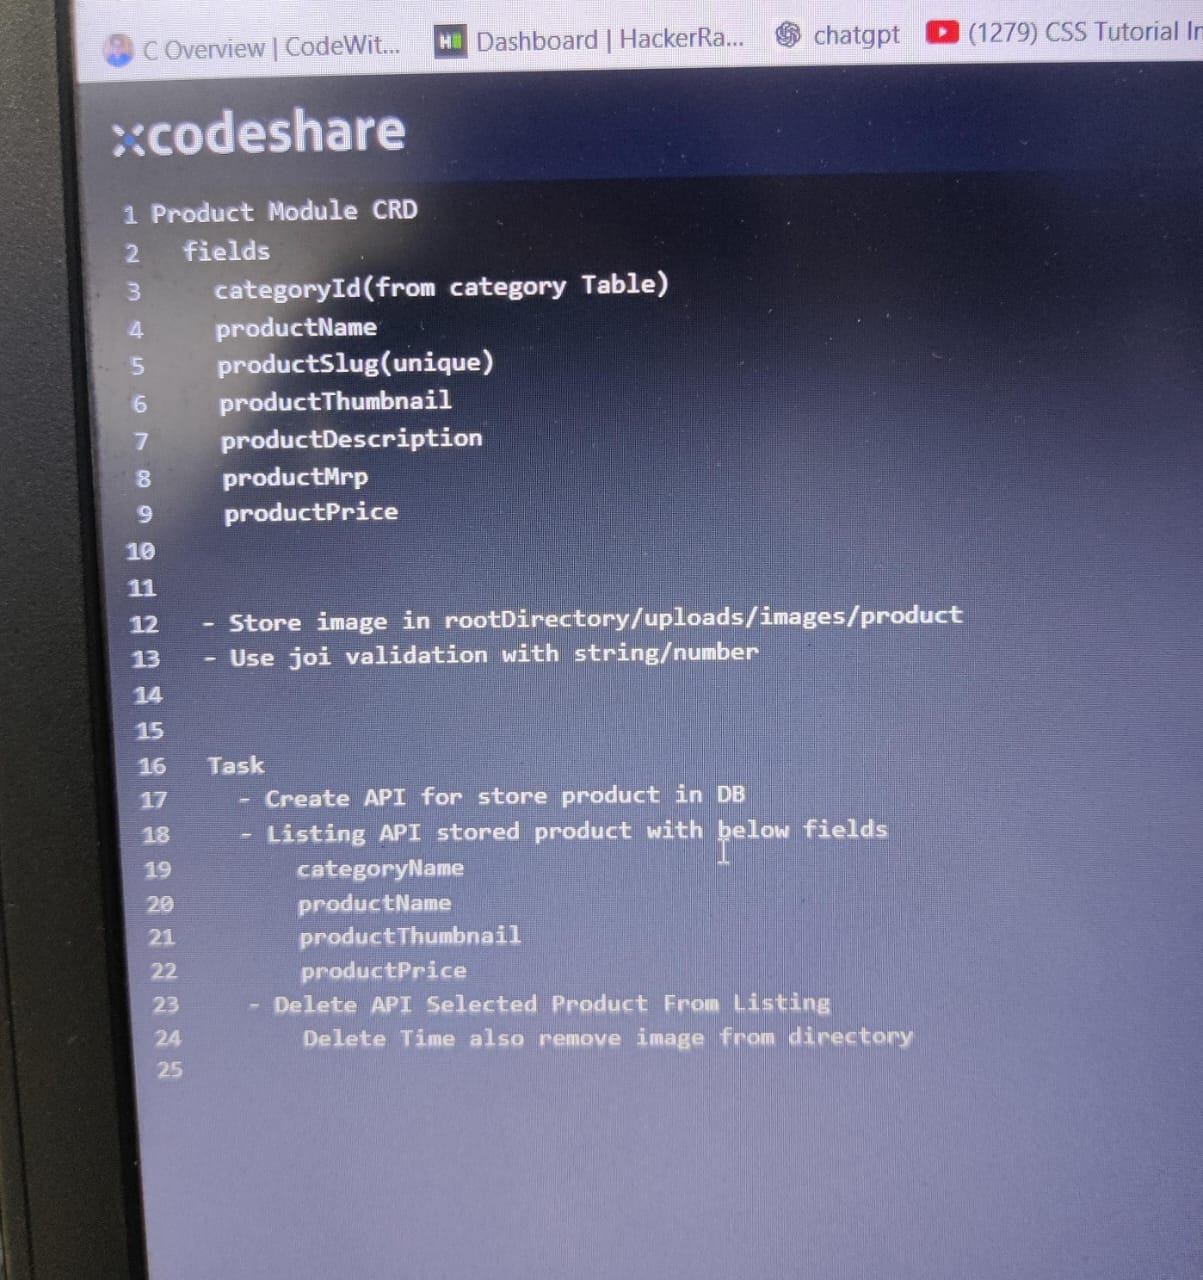 C Overview | CodeWit... Dashboard | HackerRa... chatgpt (1279) CSS Tutorial In
codeshare
1 Product Module CRD
2 fields
3 categoryId(from category Table)
4 productName
5 productSlug(unique)
6 productThumbnail
7 productDescription
8 productMrp
9 productPrice
10
11
12 - Store image in rootDirectory/uploads/images/product
13 - Use joi validation with string/number
14
15
16 Task
17 - Create API for store product in DB
18 - Listing API stored product with below fields
19 categoryName
20 productName
21 productThumbnail
22 productPrice
23 - Delete API Selected Product From Listing
24 Delete Time also remove image from directory
25